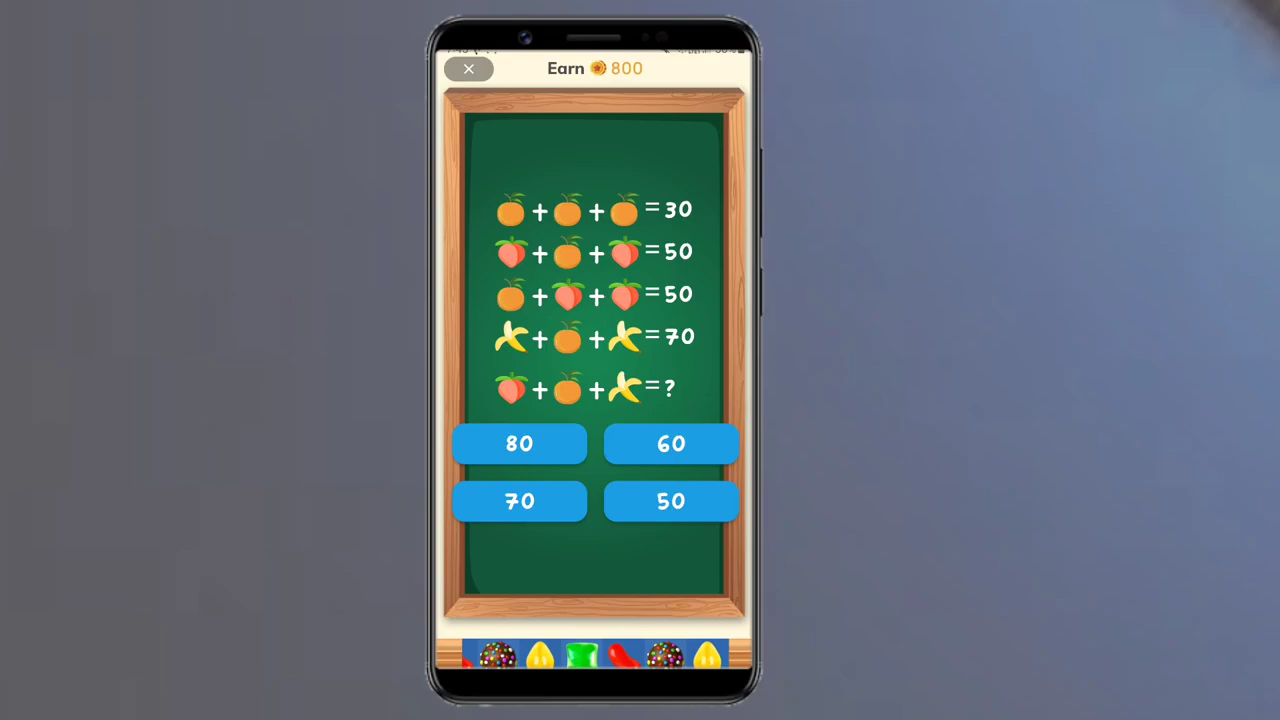 Earn 800
+ + = 30
+ + = 50
+ + = 50
+ + = 70
+ + = ?
80 60
70 50